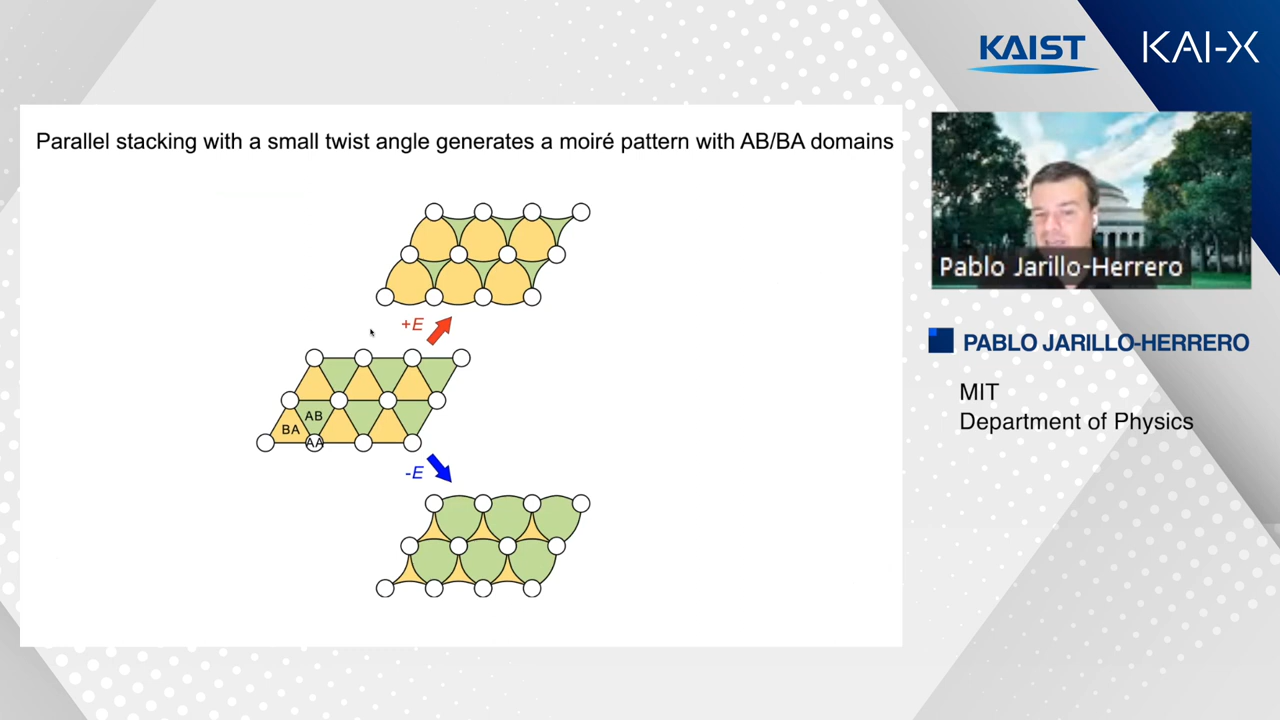 KAIST
KAI-X
Parallel stacking with a small twist angle generates a moiré pattern with AB/BA domains
+E
AB
BA
AA
-E
Pablo Jarillo-Herrero
PABLO JARILLO-HERRERO
MIT
Department of Physics